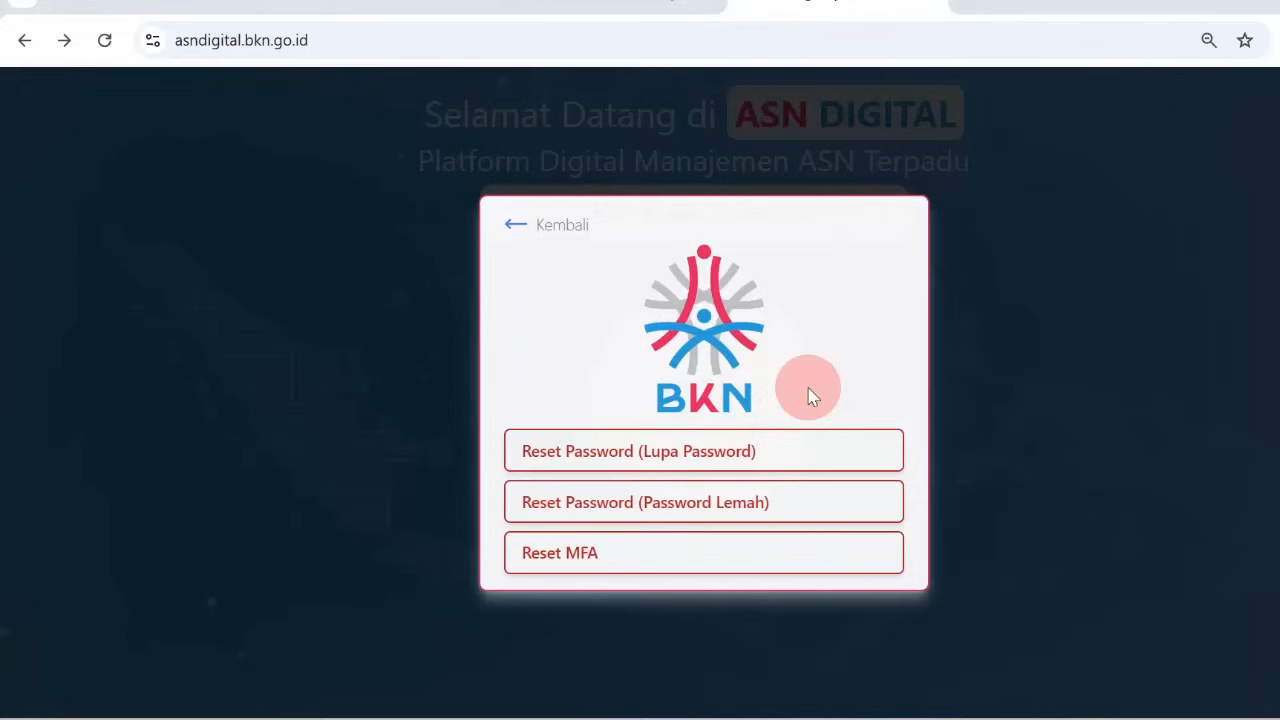 asndigital.bkn.go.id
Selamat Datang di ASN DIGITAL
Platform Digital Manajemen ASN Terpadu
Kembali
BKN
Reset Password (Lupa Password)
Reset Password (Password Lemah)
Reset MFA